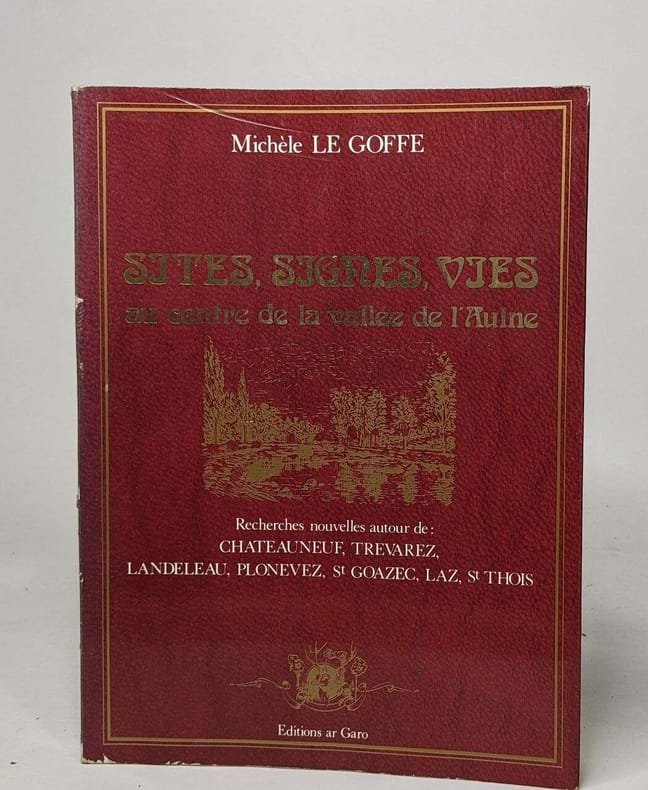 Michèle LE GOFFE
SITES, SIGNES, VIES
au centre de la vallée de l'Aulne
Recherches nouvelles autour de :
CHATEAUNEUF, TREVAREZ,
LANDELEAU, PLONEVEZ, St GOAZEC, LAZ, St THOIS
Editions ar Garo